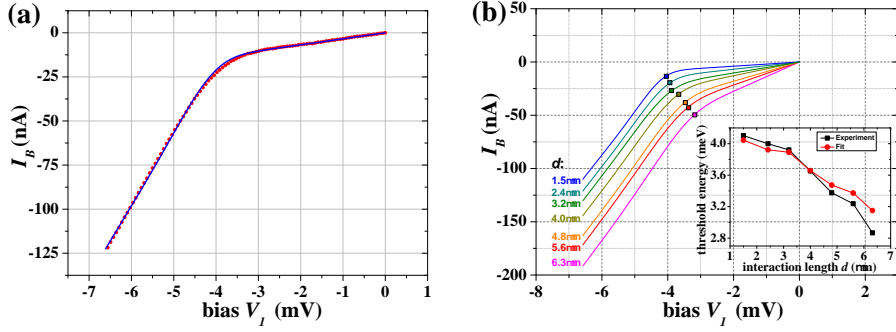 (a)
0
-25
-50
-75
-100
-125
I_B (nA)
-7 -6 -5 -4 -3 -2 -1 0 1
bias V_1 (mV)
(b)
50
0
-50
-100
-150
-200
I_B (nA)
d:
1.5nm
2.4nm
3.2nm
4.0nm
4.8nm
5.6nm
6.3nm
-8 -6 -4 -2 0 2
bias V_1 (mV)
Experiment
Fit
4.0
3.6
3.2
2.8
threshold energy (meV)
1 2 3 4 5 6 7
interaction length d (nm)